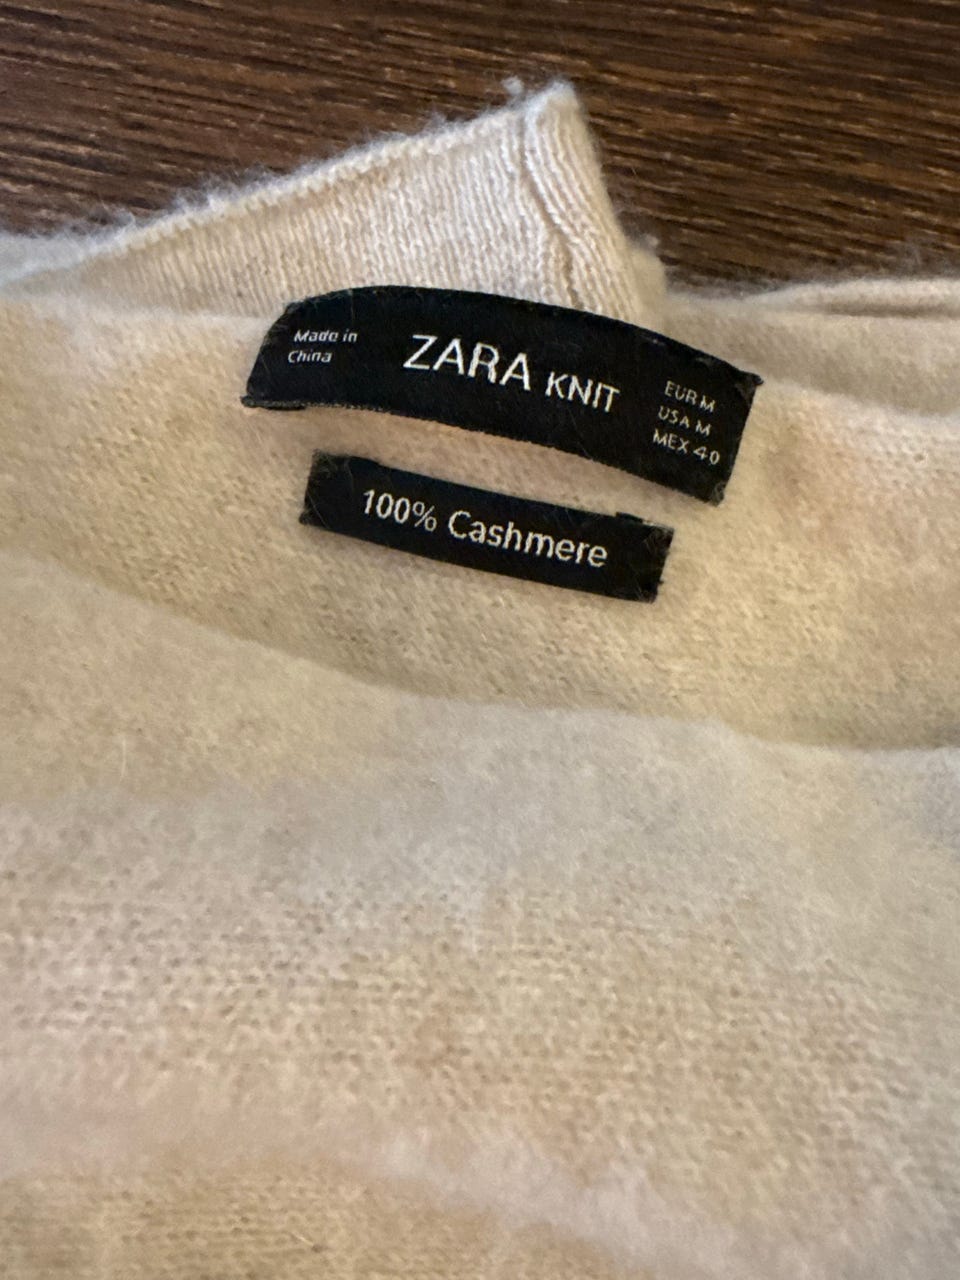 Made in
China
ZARA KNIT
EUR M
USA M
MEX 40
100% Cashmere